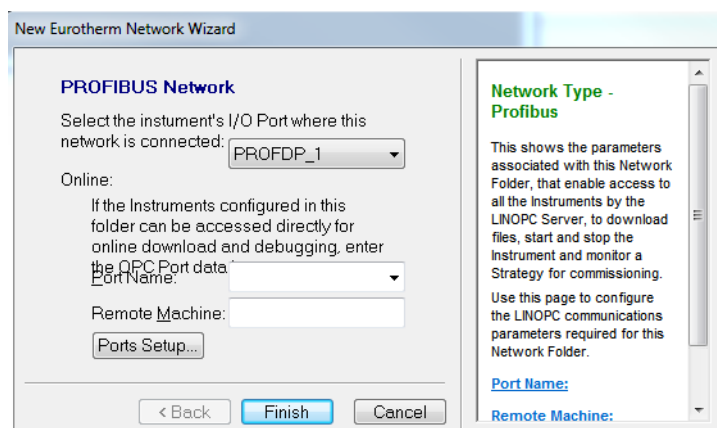 New Eurotherm Network Wizard
PROFIBUS Network
Select the instument's I/O Port where this
network is connected:
PROFDP_1
Online:
If the Instruments configured in this
folder can be accessed directly for
online download and debugging, enter
the OPC Port data
Port Name:
Remote Machine:
Ports Setup...
< Back
Finish
Cancel
Network Type -
Profibus
This shows the parameters
associated with this Network
Folder, that enable access to
all the Instruments by the
LINOPC Server, to download
files, start and stop the
Instrument and monitor a
Strategy for commissioning.
Use this page to configure
the LINOPC communications
parameters required for this
Network Folder.
Port Name:
Remote Machine: